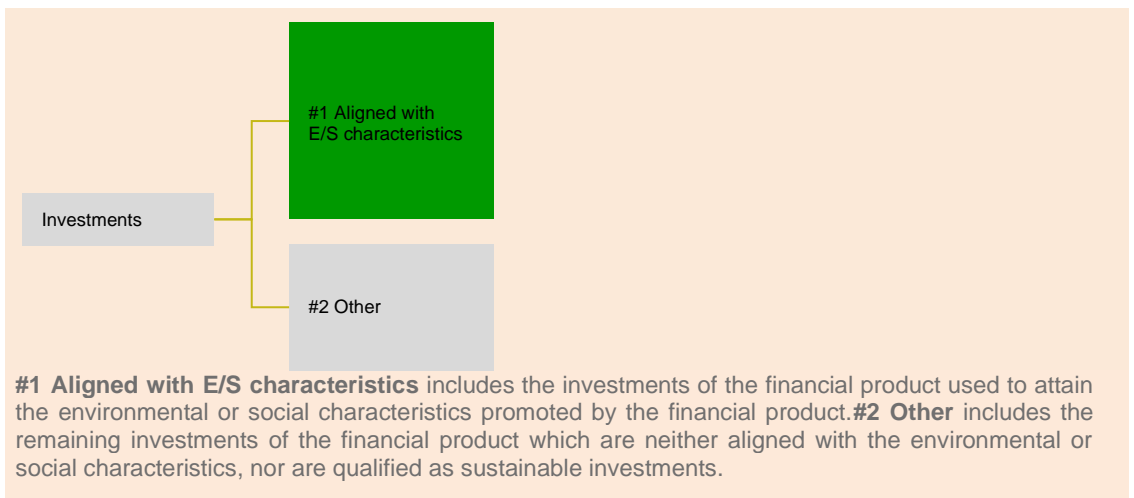 #1 Aligned with
E/S characteristics
Investments
#2 Other
#1 Aligned with E/S characteristics includes the investments of the financial product used to attain
the environmental or social characteristics promoted by the financial product.#2 Other includes the
remaining investments of the financial product which are neither aligned with the environmental or
social characteristics, nor are qualified as sustainable investments.